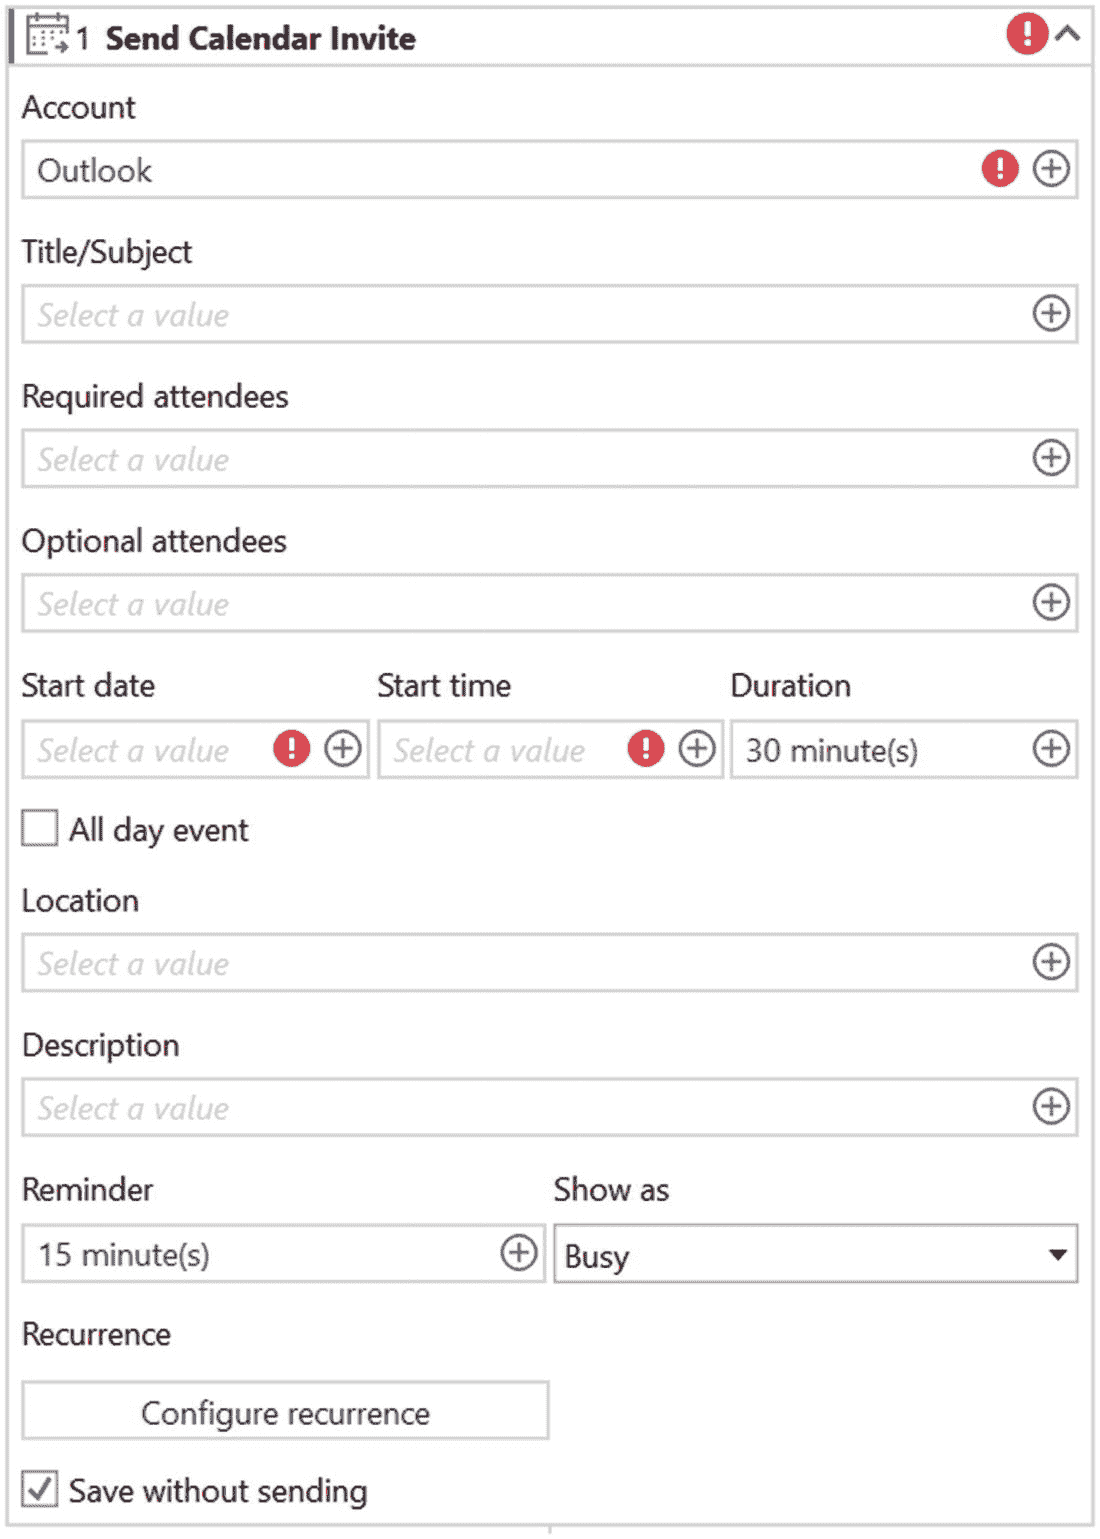 1 Send Calendar Invite
Account
Outlook
Title/Subject
Select a value
Required attendees
Select a value
Optional attendees
Select a value
Start date Start time Duration
Select a value Select a value 30 minute(s)
All day event
Location
Select a value
Description
Select a value
Reminder Show as
15 minute(s) Busy
Recurrence
Configure recurrence
Save without sending